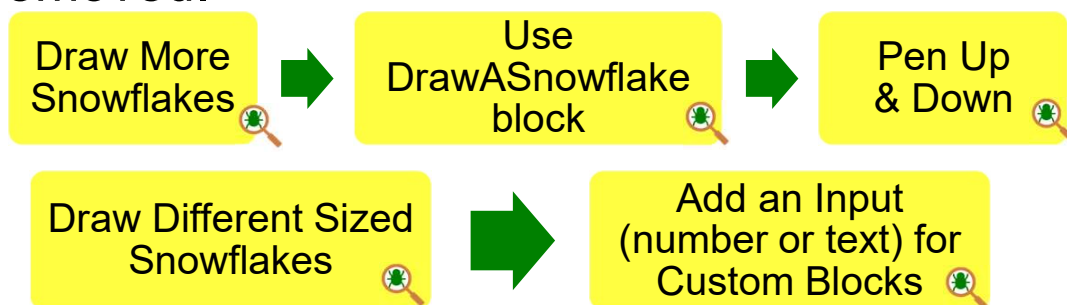 Draw More
Snowflakes
Use
DrawASnowflake
block
Pen Up
& Down
Draw Different Sized
Snowflakes
Add an Input
(number or text) for
Custom Blocks